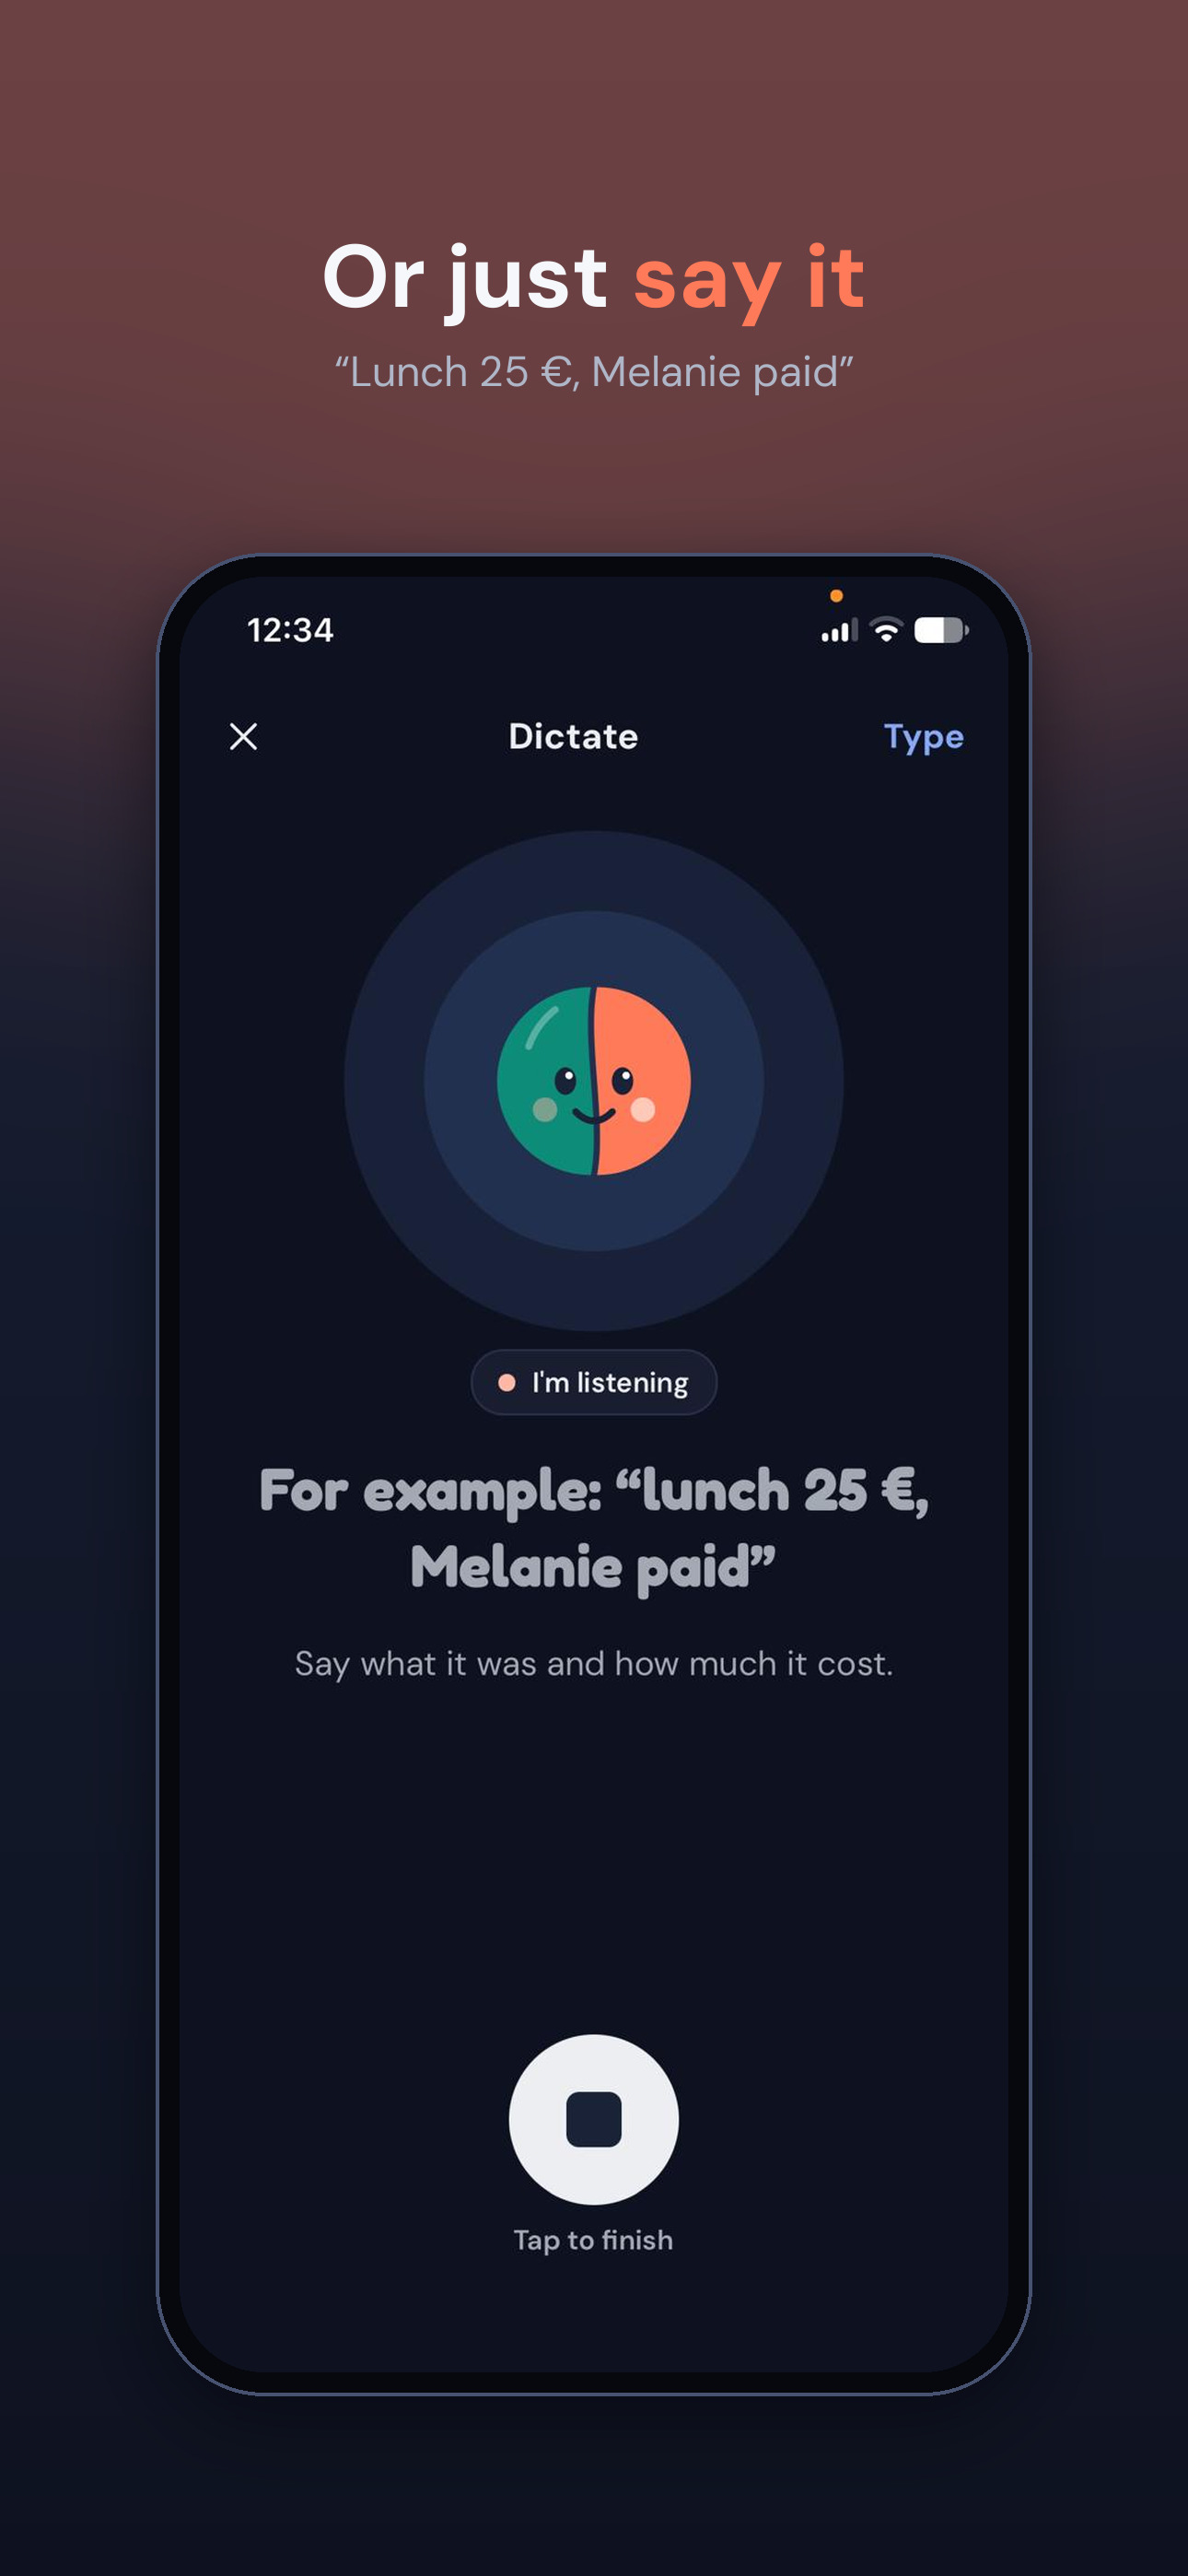 Or just say it
“Lunch 25 €, Melanie paid”
12:34
Dictate
Type
I'm listening
For example: “lunch 25 €,
Melanie paid”
Say what it was and how much it cost.
Tap to finish